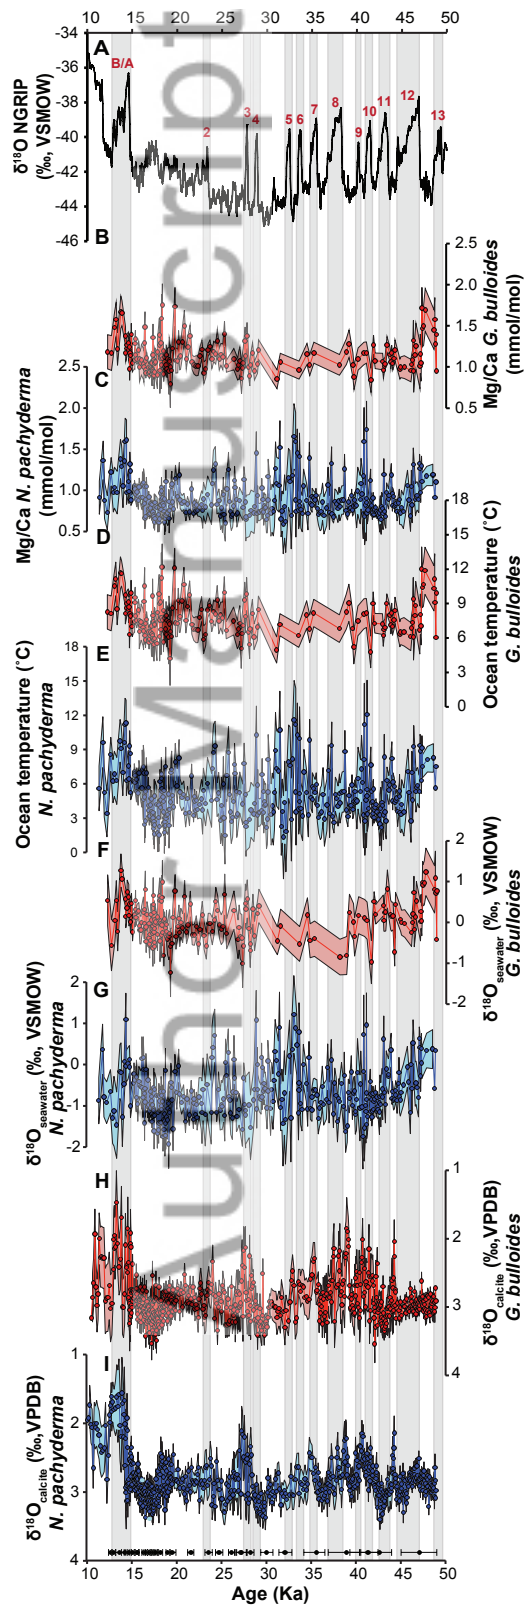 10 15 20 25 30 35 40 45 50
A
-34
-36
-38
-40
-42
-44
-46
δ18O NGRIP
(‰, VSMOW)
B/A
2
3
4
5
6
7
8
9
10
11
12
13
B
2.5
2.0
1.5
1.0
0.5
Mg/Ca G. bulloides
(mmol/mol)
C
2.5
2.0
1.5
1.0
0.5
Mg/Ca N. pachyderma
(mmol/mol)
D
18
15
12
9
6
3
0
Ocean temperature (˚C)
G. bulloides
E
18
15
12
9
6
3
0
Ocean temperature (˚C)
N. pachyderma
F
2
1
0
-1
-2
δ18Oseawater (‰, VSMOW)
G. bulloides
G
2
1
0
-1
-2
δ18Oseawater (‰, VSMOW)
N. pachyderma
H
1
2
3
4
δ18Ocalcite (‰,VPDB)
G. bulloides
I
1
2
3
4
δ18Ocalcite (‰,VPDB)
N. pachyderma
10 15 20 25 30 35 40 45 50
Age (Ka)
Author Manuscript